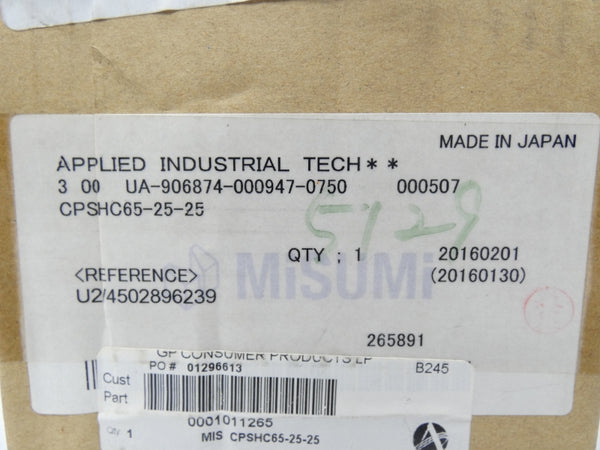 MADE IN JAPAN
APPLIED INDUSTRIAL TECH**
3 00 UA-906874-000947-0750 000507
CPSHC65-25-25
5129
QTY ; 1 20160201
<REFERENCE> MiSUMi (20160130)
U2/4502896239
265891
GP CONSUMER PRODUCTS LP
PO# 01296613 B245
Cust
Part
0001011265
Qty 1 MIS CPSHC65-25-25